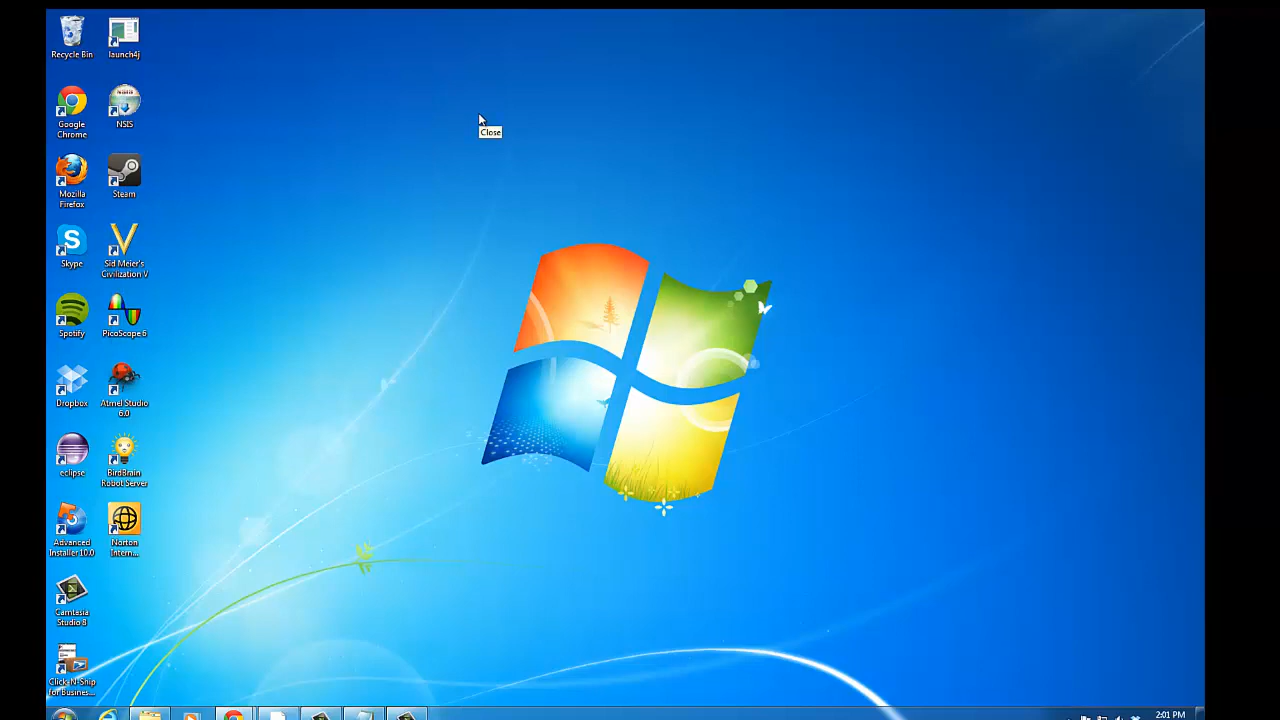 Recycle Bin
launch4j
Close
Google
Chrome
NSIS
Mozilla
Firefox
Steam
Skype
Sid Meier's
Civilization V
Spotify
PicoScope 6
Dropbox
Atmel Studio
6.0
eclipse
BirdBrain
Robot Server
Advanced
Installer 10.0
Norton
Intern...
Camtasia
Studio 8
Click-N-Ship
for Busines...
2:01 PM